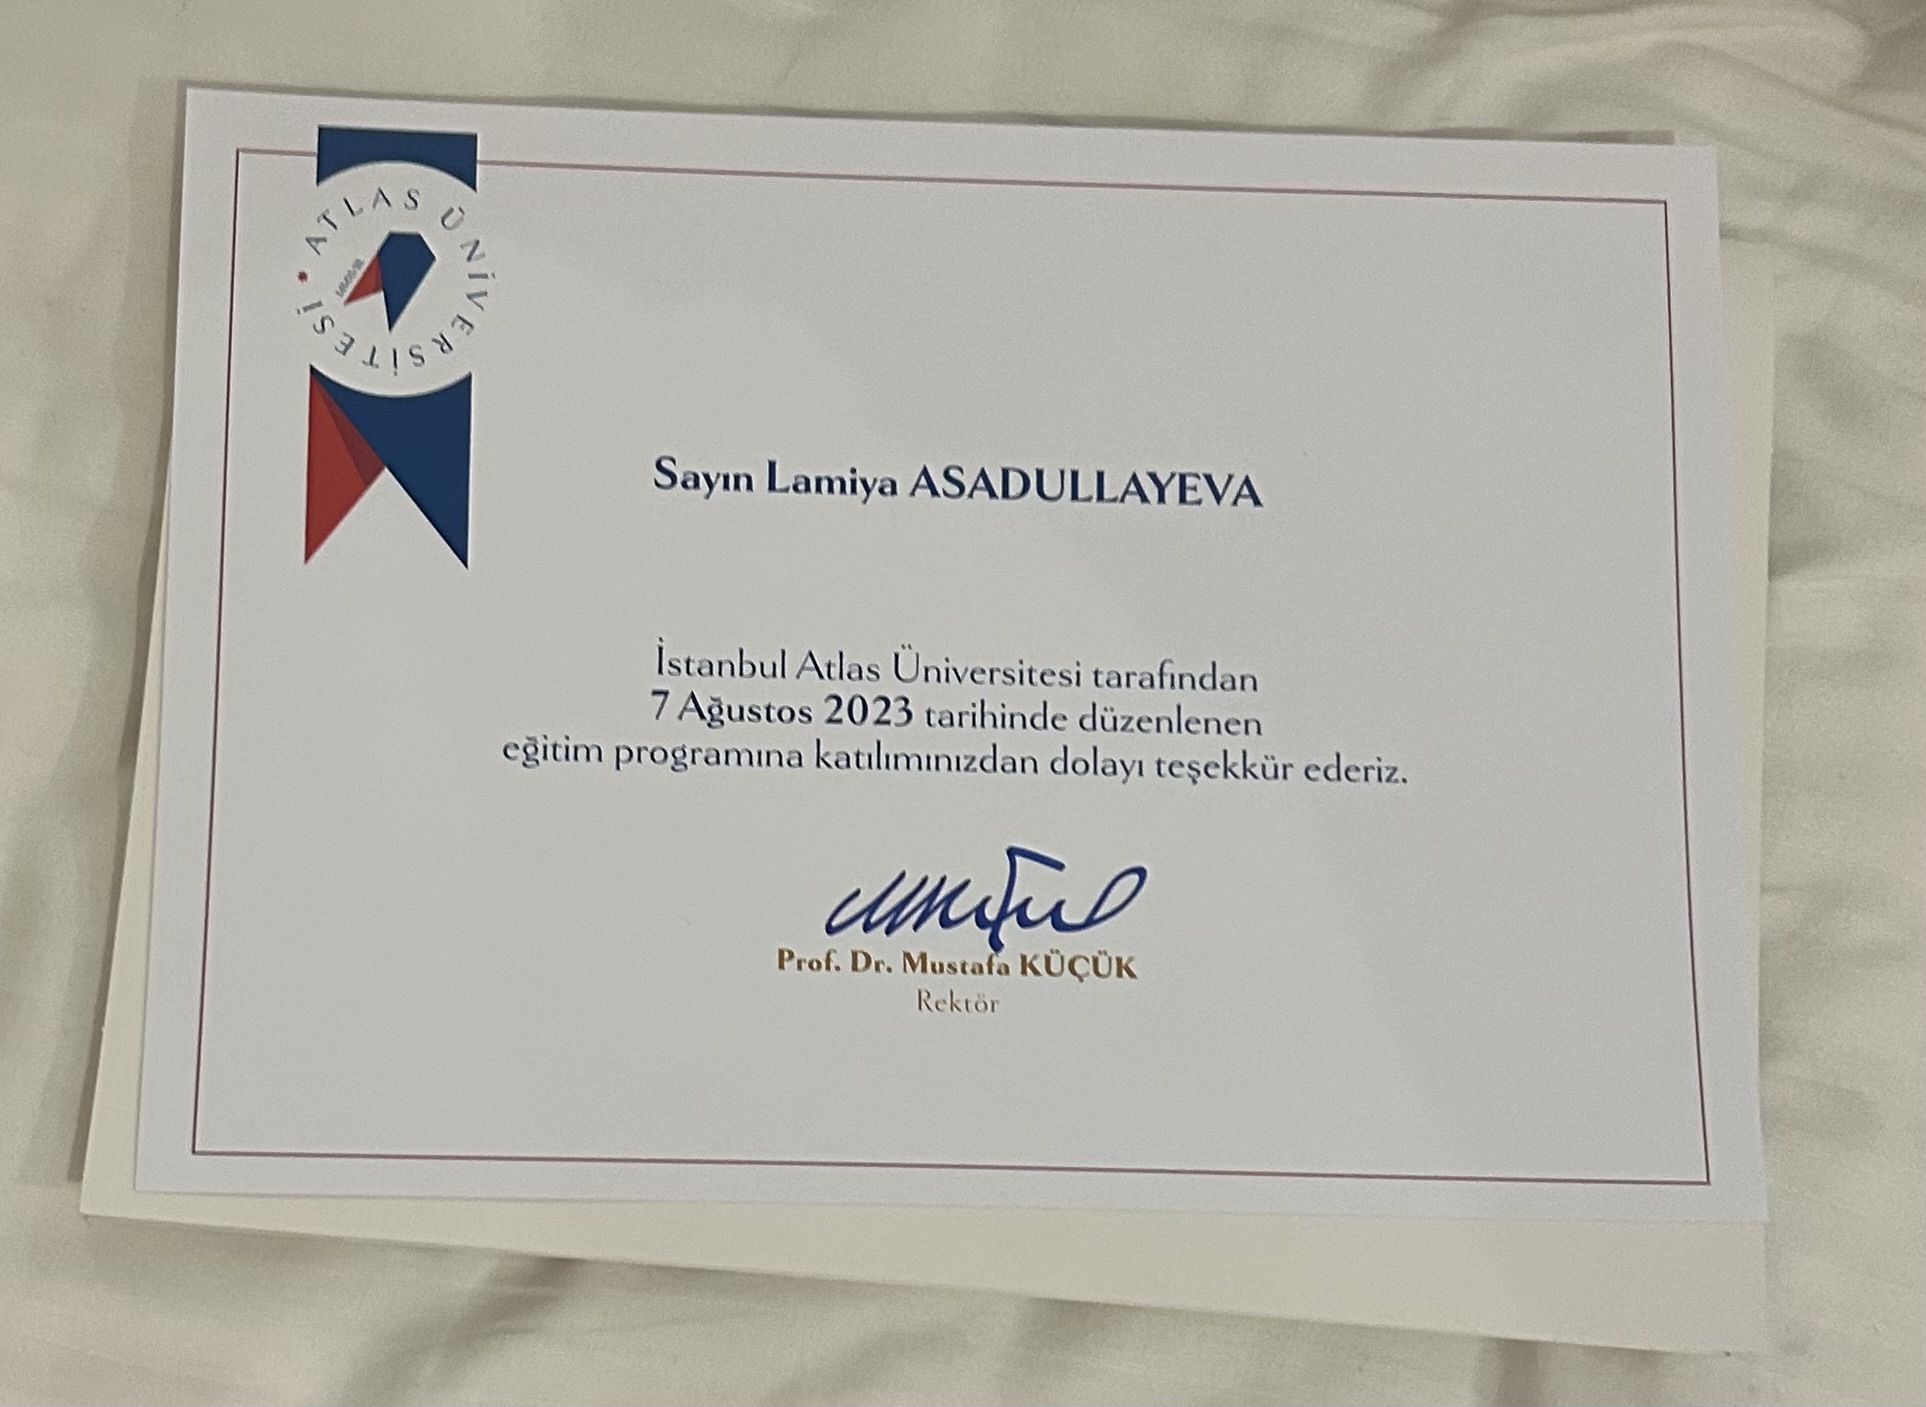 ATLAS ÜNİVERSİTESİ
Sayın Lamiya ASADULLAYEVA
İstanbul Atlas Üniversitesi tarafından
7 Ağustos 2023 tarihinde düzenlenen
eğitim programına katılımınızdan dolayı teşekkür ederiz.
Prof. Dr. Mustafa KÜÇÜK
Rektör